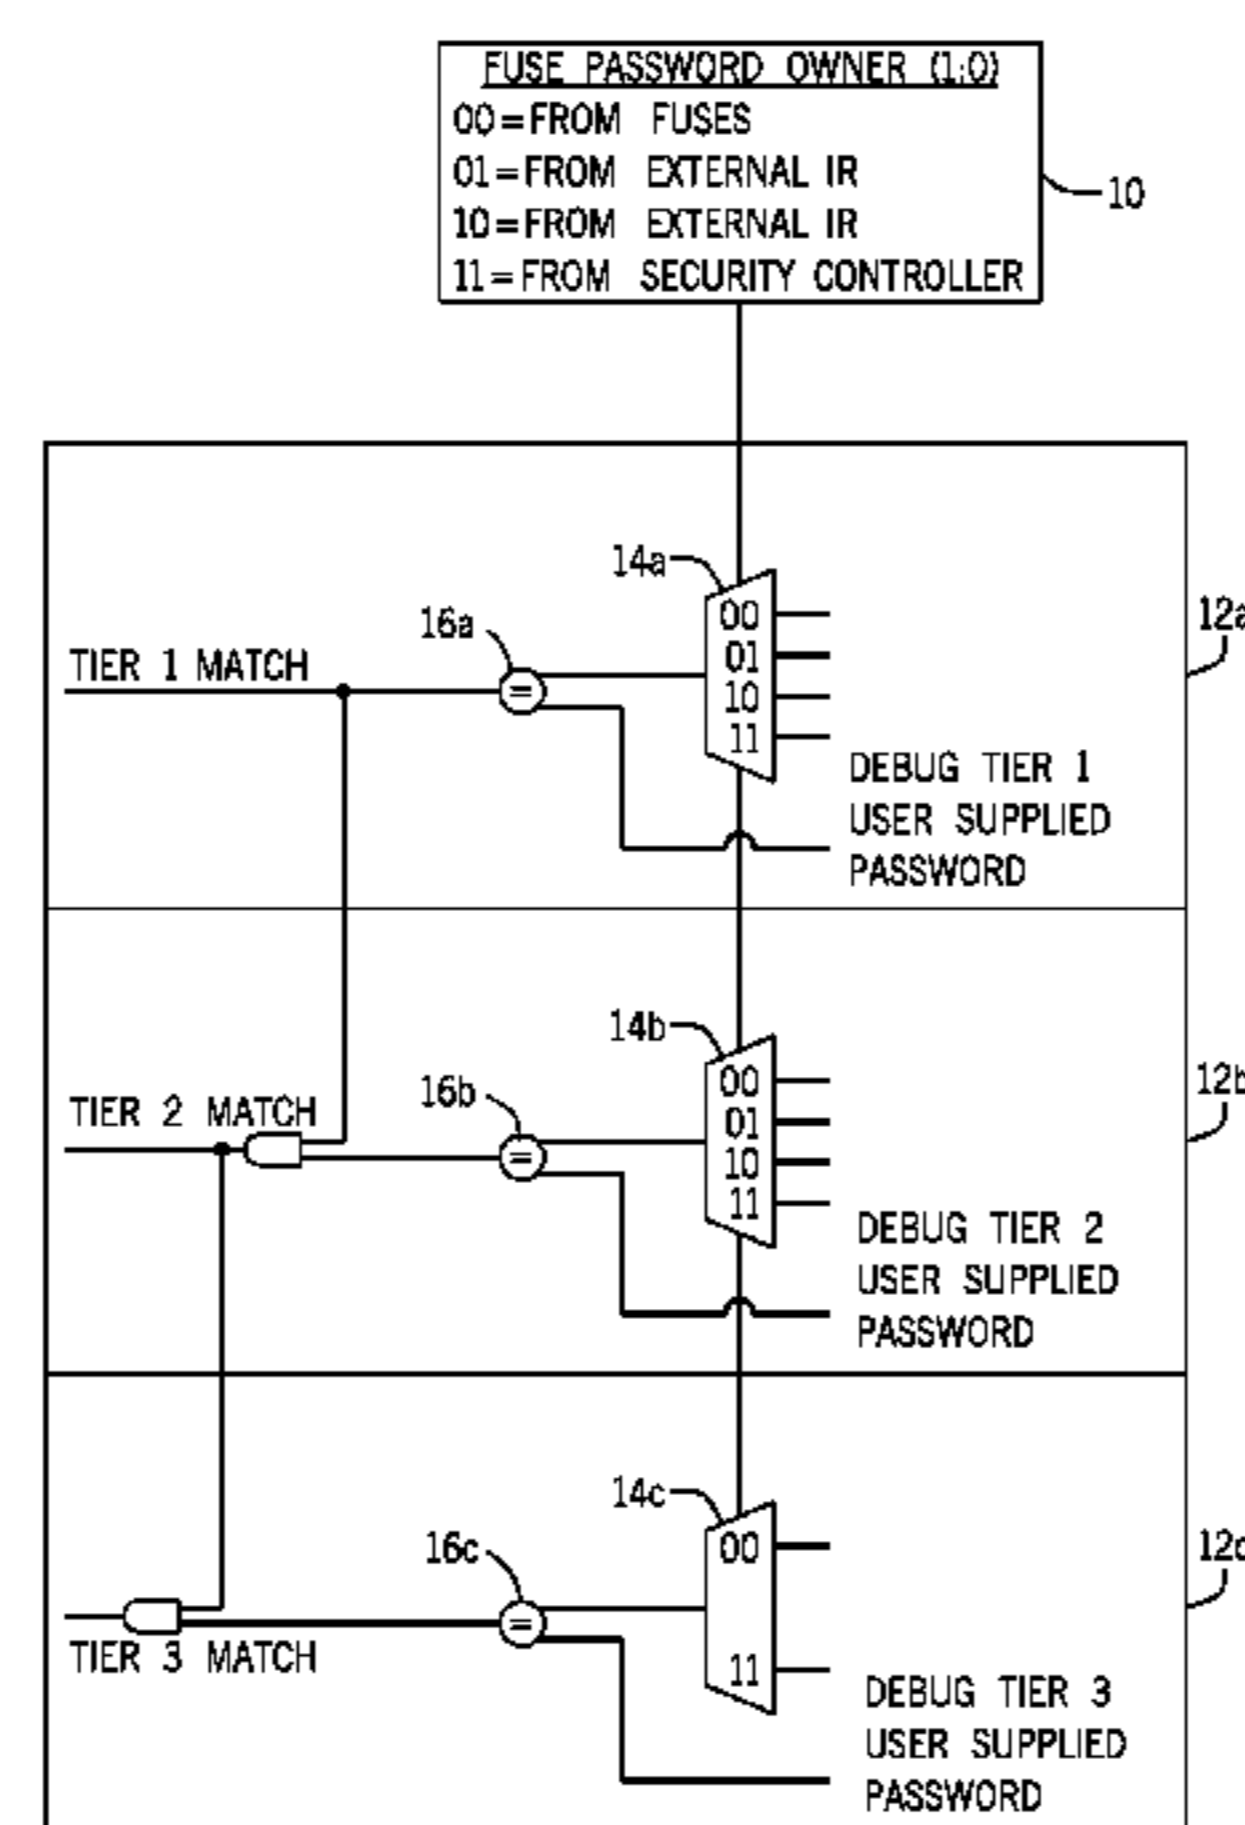 FUSE PASSWORD OWNER (1:0)
00=FROM FUSES
01=FROM EXTERNAL IR
10=FROM EXTERNAL IR
11=FROM SECURITY CONTROLLER
10
14a
00
01
10
11
12a
16a
=
TIER 1 MATCH
DEBUG TIER 1
USER SUPPLIED
PASSWORD
14b
00
01
10
11
12b
16b
=
TIER 2 MATCH
DEBUG TIER 2
USER SUPPLIED
PASSWORD
14c
00
11
16c
=
TIER 3 MATCH
DEBUG TIER 3
USER SUPPLIED
PASSWORD